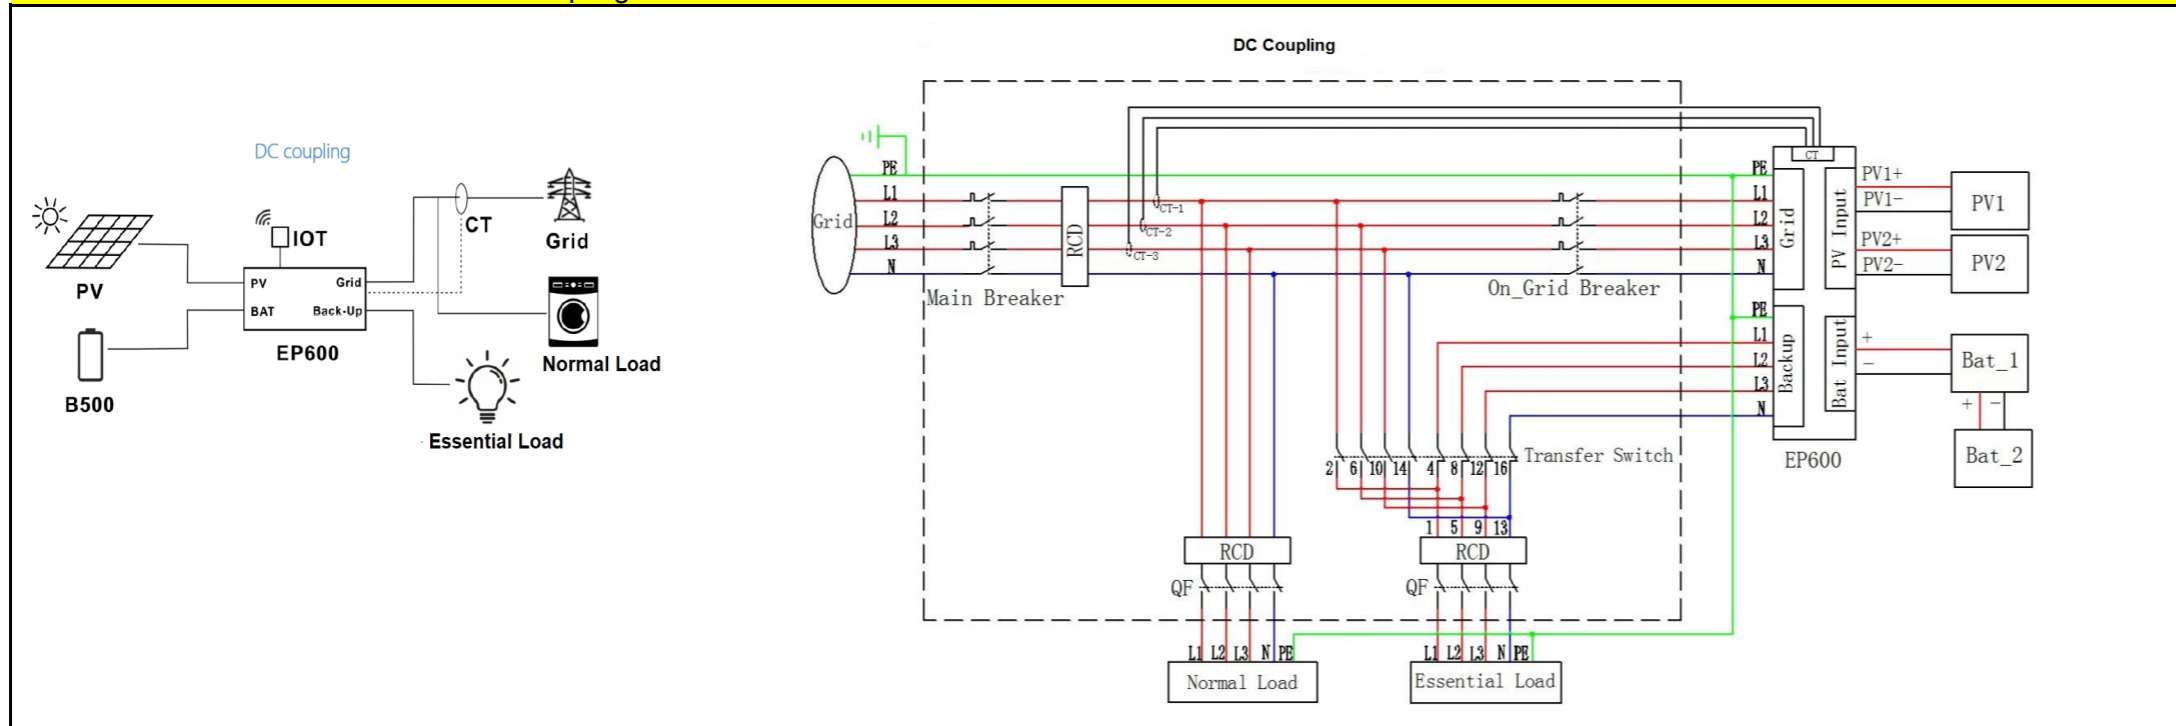 DC coupling
PV
IOT
CT
Grid
PV
Grid
BAT
Back-Up
EP600
B500
Normal Load
Essential Load
DC Coupling
PE
L1
L2
L3
N
Grid
Main Breaker
RCD
CT-1
CT-2
CT-3
On_Grid Breaker
PE
L1
L2
L3
N
Grid
CT
PV Input
PV1+
PV1-
PV1
PV2+
PV2-
PV2
PE
L1
L2
L3
N
Backup
Bat Input
+
-
Bat_1
+ -
Bat_2
EP600
2 6 10 14 4 8 12 16
Transfer Switch
1 5 9 13
RCD
QF
RCD
QF
L1 L2 L3 N PE
Normal Load
L1 L2 L3 N PE
Essential Load